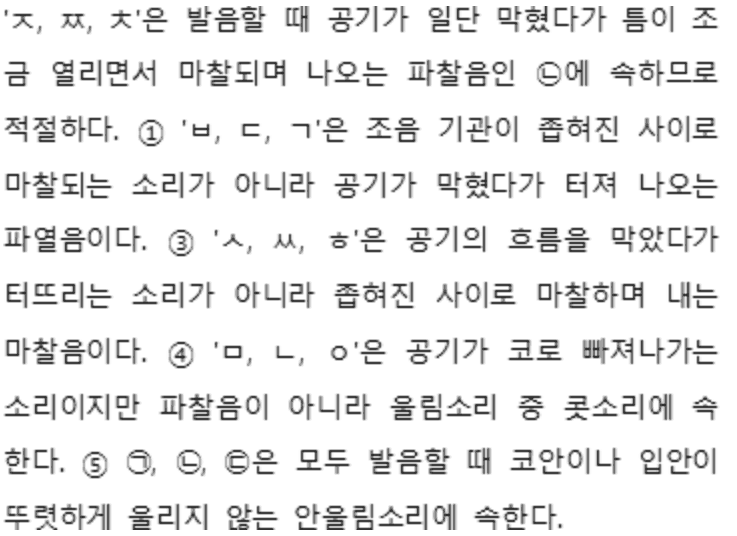 'ㅈ, ㅉ, ㅊ'은 발음할 때 공기가 일단 막혔다가 틈이 조
금 열리면서 마찰되며 나오는 파찰음인 ㉡에 속하므로
적절하다. ① 'ㅂ, ㄷ, ㄱ'은 조음 기관이 좁혀진 사이로
마찰되는 소리가 아니라 공기가 막혔다가 터져 나오는
파열음이다. ③ 'ㅅ, ㅆ, ㅎ'은 공기의 흐름을 막았다가
터뜨리는 소리가 아니라 좁혀진 사이로 마찰하며 내는
마찰음이다. ④ 'ㅁ, ㄴ, ㅇ'은 공기가 코로 빠져나가는
소리이지만 파찰음이 아니라 울림소리 중 콧소리에 속
한다. ⑤ ㉠, ㉡, ㉢은 모두 발음할 때 코안이나 입안이
뚜렷하게 울리지 않는 안울림소리에 속한다.